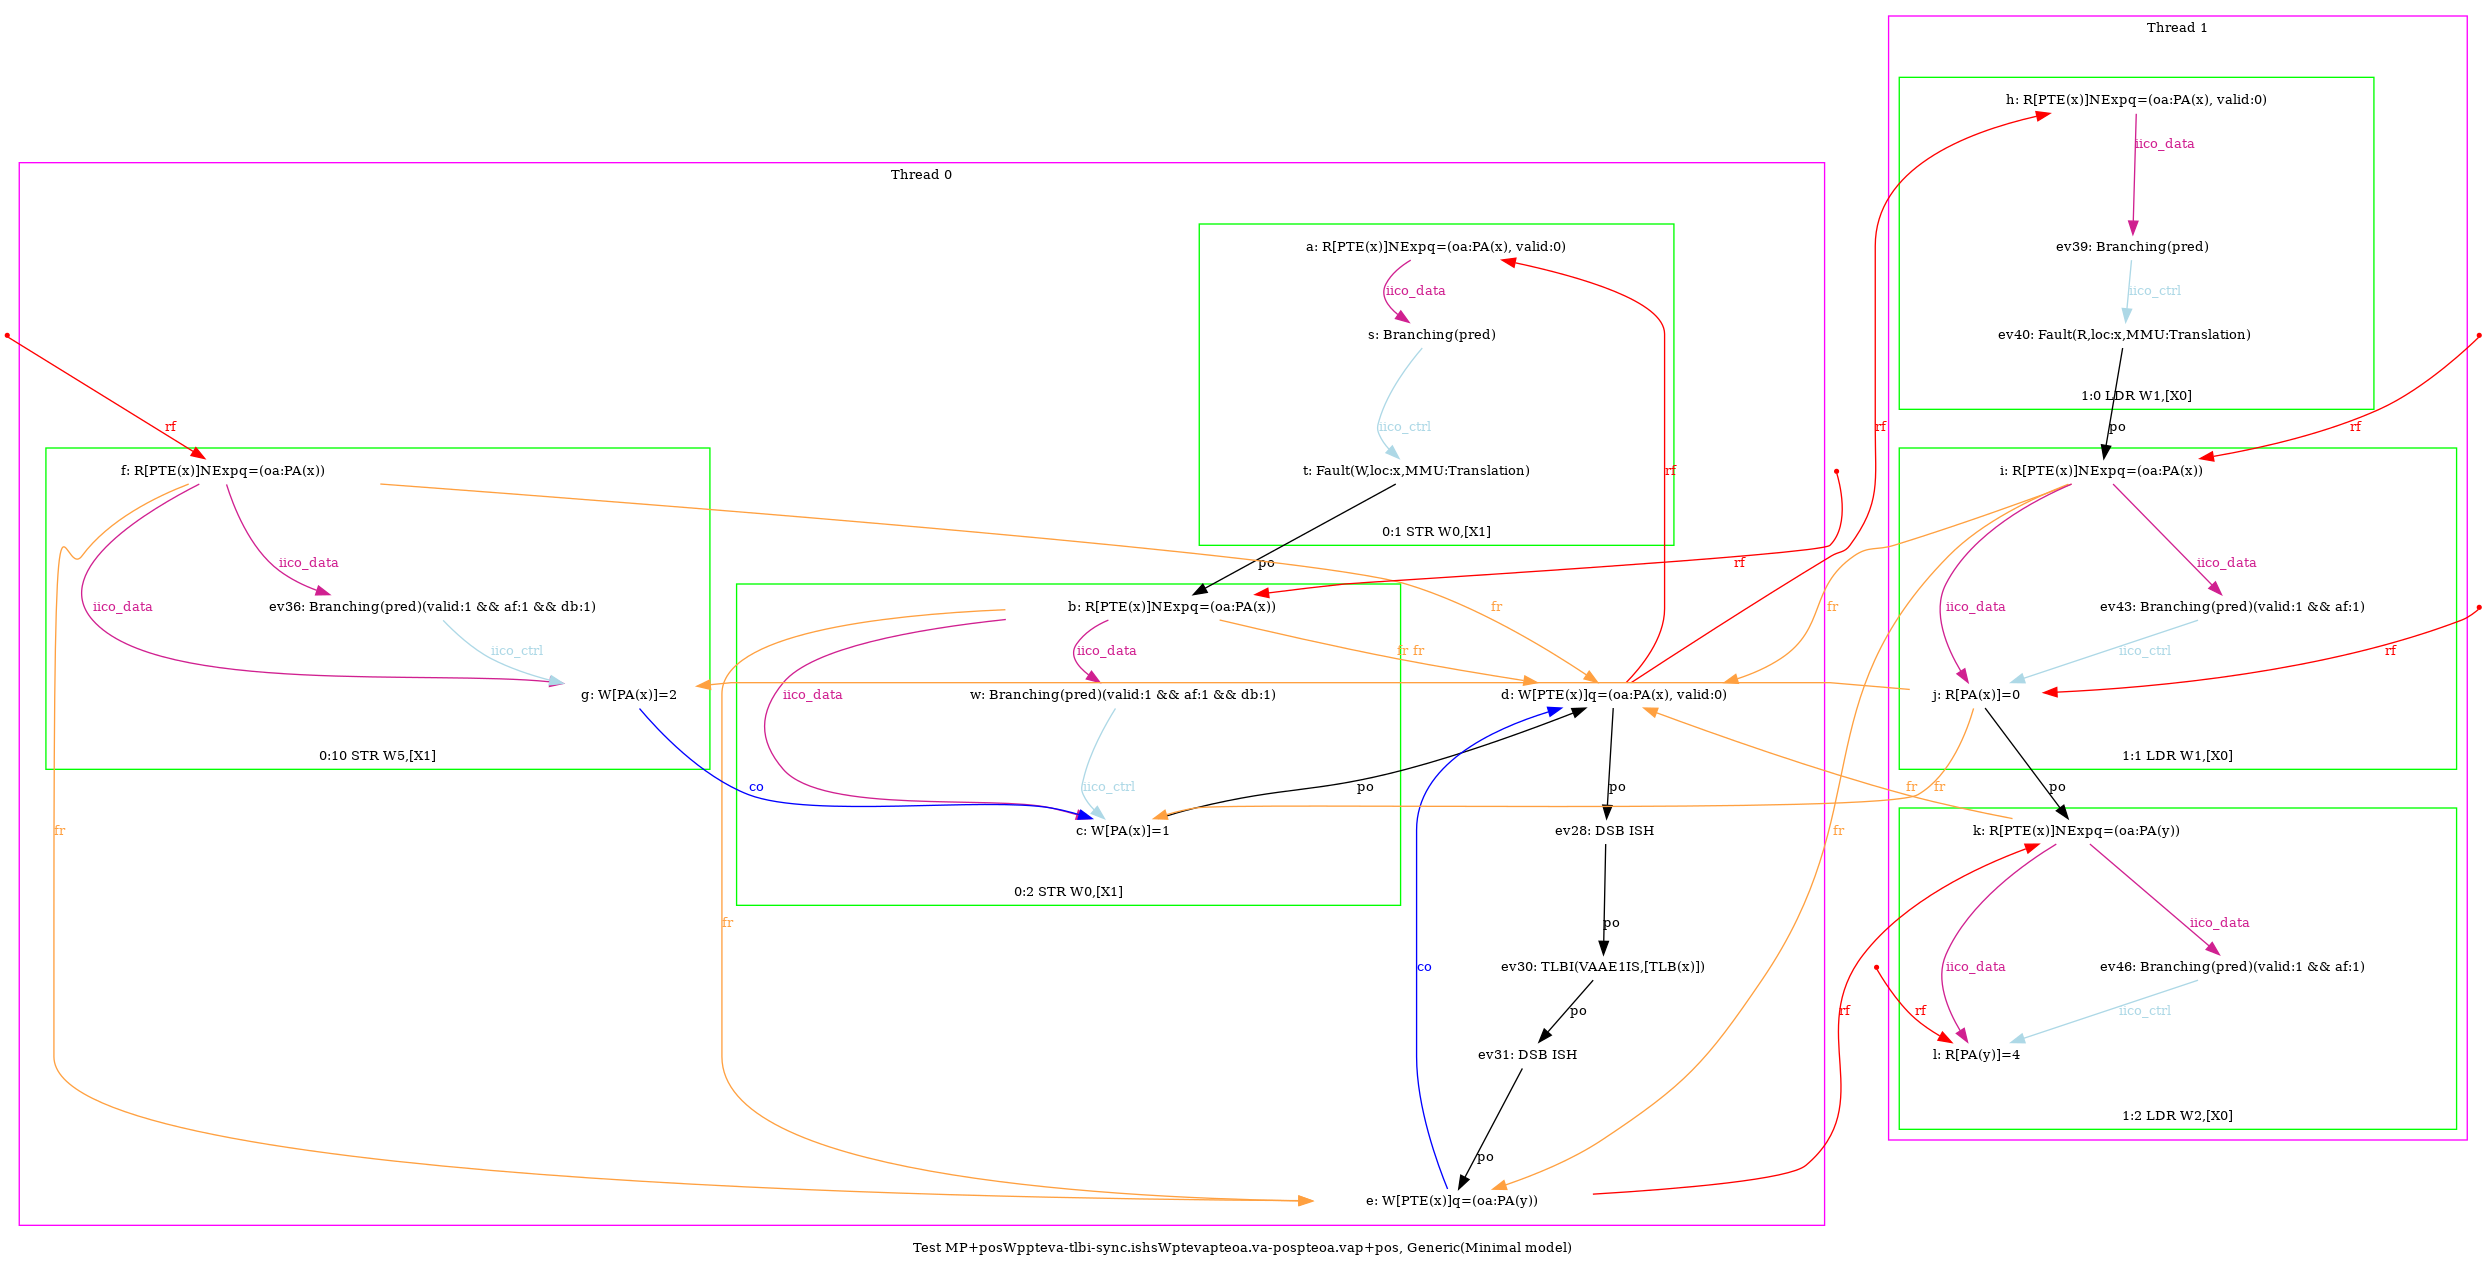 Thread 1
h: R[PTE(x)]NExpq=(oa:PA(x), valid:0)
iico_data
Thread 0
a: R[PTE(x)]NExpq=(oa:PA(x), valid:0)
ev39: Branching(pred)
iico_data
iico_ctrl
s: Branching(pred)
ev40: Fault(R,loc:x,MMU:Translation)
1:0 LDR W1,[X0]
rf
iico_ctrl
rf
po
rf
f: R[PTE(x)]NExpq=(oa:PA(x))
t: Fault(W,loc:x,MMU:Translation)
rf
i: R[PTE(x)]NExpq=(oa:PA(x))
0:1 STR W0,[X1]
iico_data
po
rf
iico_data
iico_data
ev36: Branching(pred)(valid:1 && af:1 && db:1)
b: R[PTE(x)]NExpq=(oa:PA(x))
fr
fr
iico_data
ev43: Branching(pred)(valid:1 && af:1)
iico_ctrl
iico_data
fr fr
iico_ctrl
rf
g: W[PA(x)]=2
iico_data
w: Branching(pred)(valid:1 && af:1 && db:1)
d: W[PTE(x)]q=(oa:PA(x), valid:0)
j: R[PA(x)]=0
0:10 STR W5,[X1]
1:1 LDR W1,[X0]
co
iico_ctrl
po
po
fr
fr
po
fr
c: W[PA(x)]=1
ev28: DSB ISH
fr
k: R[PTE(x)]NExpq=(oa:PA(y))
0:2 STR W0,[X1]
fr
po
iico_data
co
ev30: TLBI(VAAE1IS,[TLB(x)])
iico_data
ev46: Branching(pred)(valid:1 && af:1)
po
rf
rf
iico_ctrl
ev31: DSB ISH
l: R[PA(y)]=4
1:2 LDR W2,[X0]
po
e: W[PTE(x)]q=(oa:PA(y))
Test MP+posWppteva-tlbi-sync.ishsWptevapteoa.va-pospteoa.vap+pos, Generic(Minimal model)